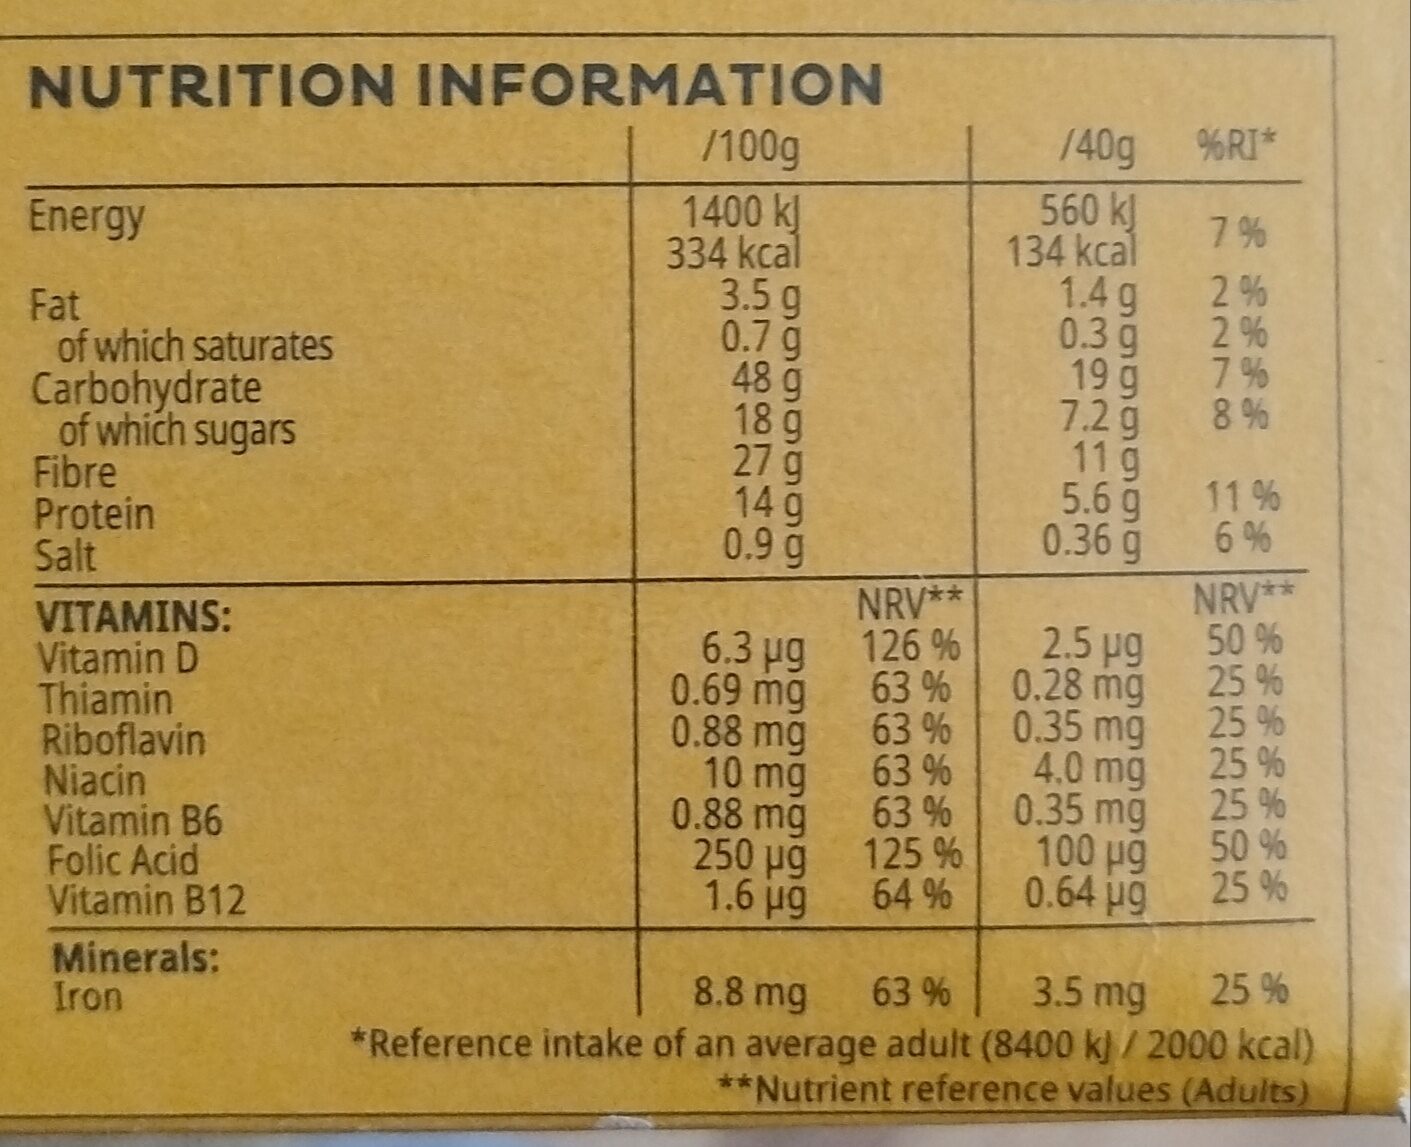 NUTRITION INFORMATION
/100g /40g %RI*
Energy 1400 kJ 560 kJ 7 %
334 kcal 134 kcal
Fat 3.5 g 1.4 g 2 %
of which saturates 0.7 g 0.3 g 2 %
Carbohydrate 48 g 19 g 7 %
of which sugars 18 g 7.2 g 8 %
Fibre 27 g 11 g
Protein 14 g 5.6 g 11 %
Salt 0.9 g 0.36 g 6 %
VITAMINS: NRV** NRV**
Vitamin D 6.3 µg 126 % 2.5 µg 50 %
Thiamin 0.69 mg 63 % 0.28 mg 25 %
Riboflavin 0.88 mg 63 % 0.35 mg 25 %
Niacin 10 mg 63 % 4.0 mg 25 %
Vitamin B6 0.88 mg 63 % 0.35 mg 25 %
Folic Acid 250 µg 125 % 100 µg 50 %
Vitamin B12 1.6 µg 64 % 0.64 µg 25 %
Minerals:
Iron 8.8 mg 63 % 3.5 mg 25 %
*Reference intake of an average adult (8400 kJ / 2000 kcal)
**Nutrient reference values (Adults)